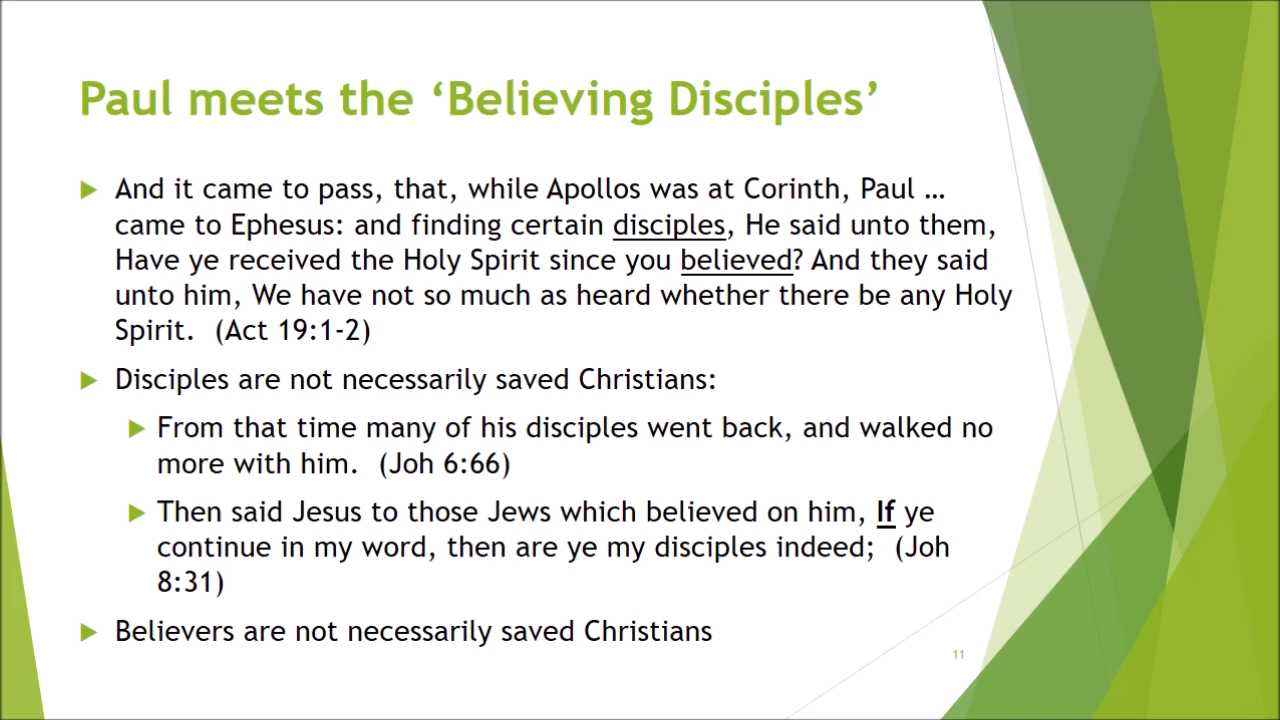 Paul meets the ‘Believing Disciples’
And it came to pass, that, while Apollos was at Corinth, Paul …
came to Ephesus: and finding certain disciples, He said unto them,
Have ye received the Holy Spirit since you believed? And they said
unto him, We have not so much as heard whether there be any Holy
Spirit.  (Act 19:1-2)
Disciples are not necessarily saved Christians:
From that time many of his disciples went back, and walked no
more with him.  (Joh 6:66)
Then said Jesus to those Jews which believed on him, If ye
continue in my word, then are ye my disciples indeed;  (Joh
8:31)
Believers are not necessarily saved Christians
11